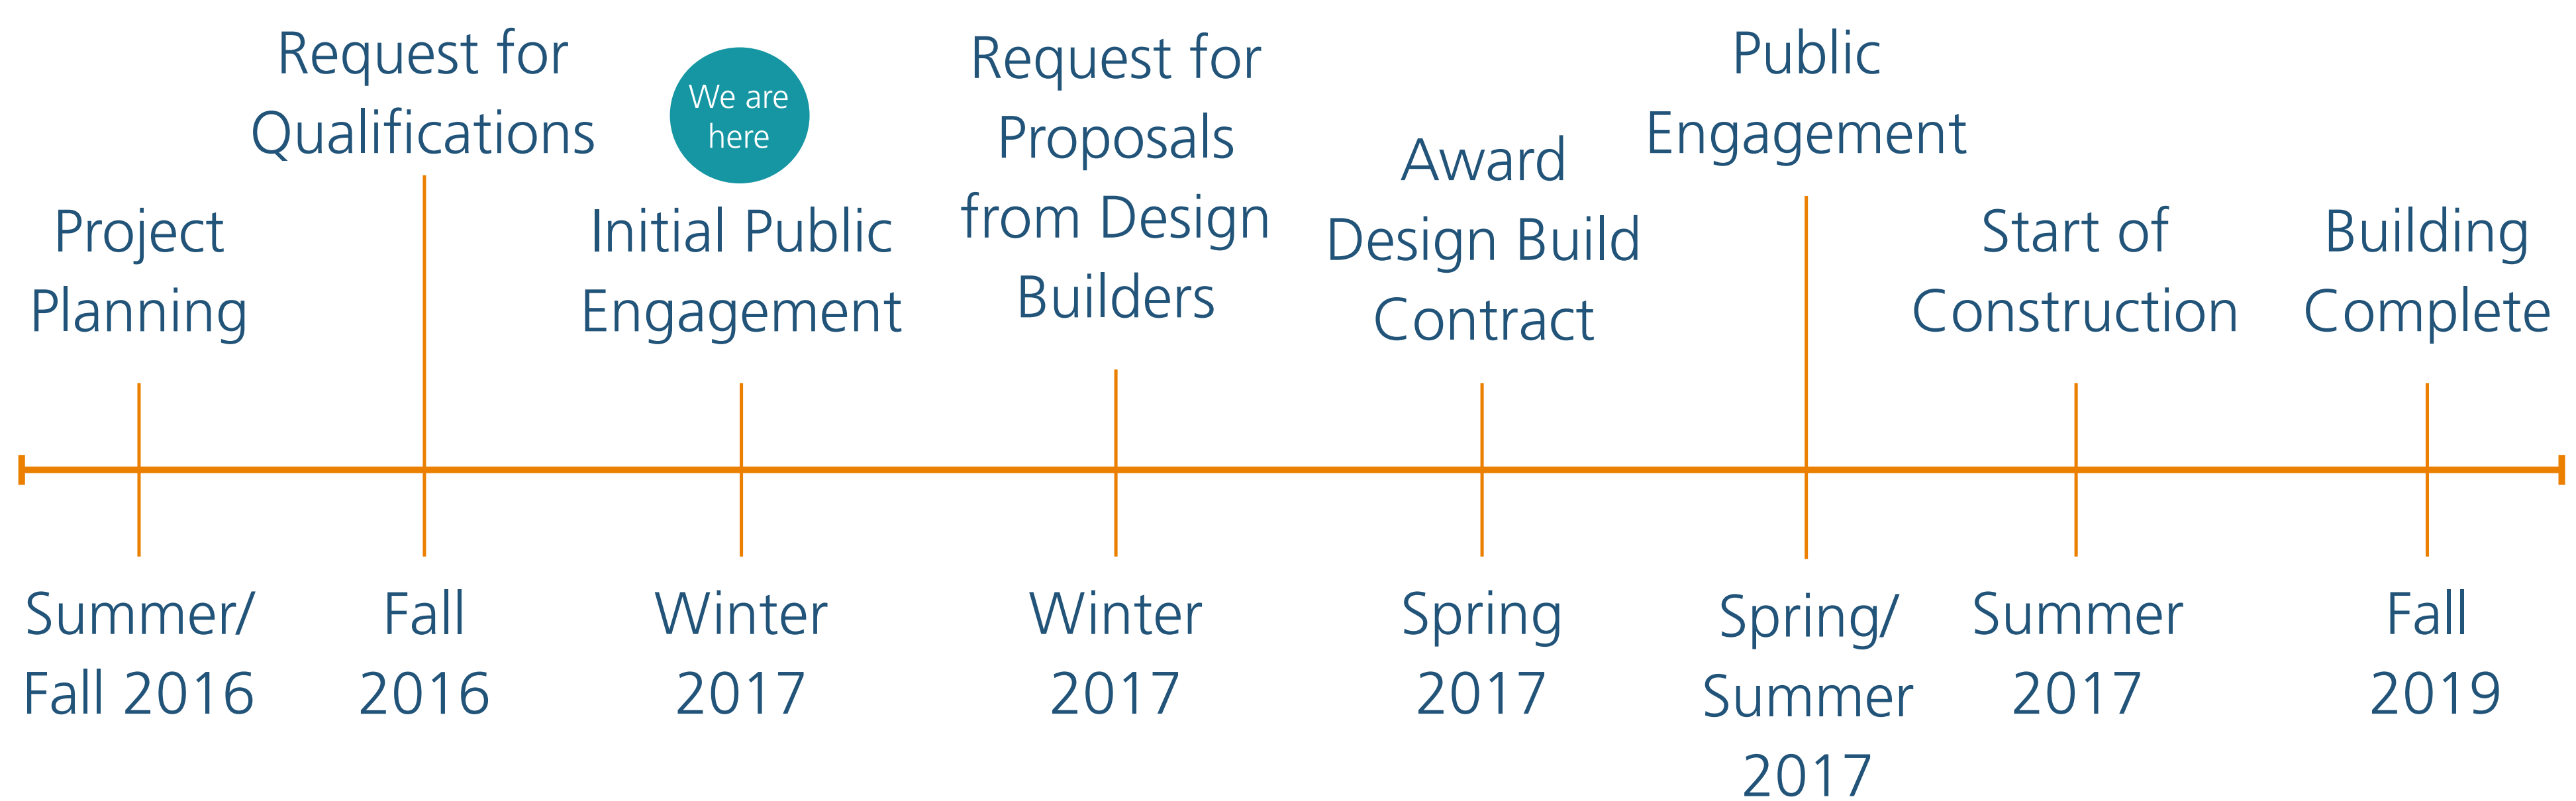 Project
Planning
Request for
Qualifications
We are
here
Initial Public
Engagement
Request for
Proposals
from Design
Builders
Award
Design Build
Contract
Public
Engagement
Start of
Construction
Building
Complete
Summer/
Fall 2016
Fall
2016
Winter
2017
Winter
2017
Spring
2017
Spring/
Summer
2017
Summer
2017
Fall
2019